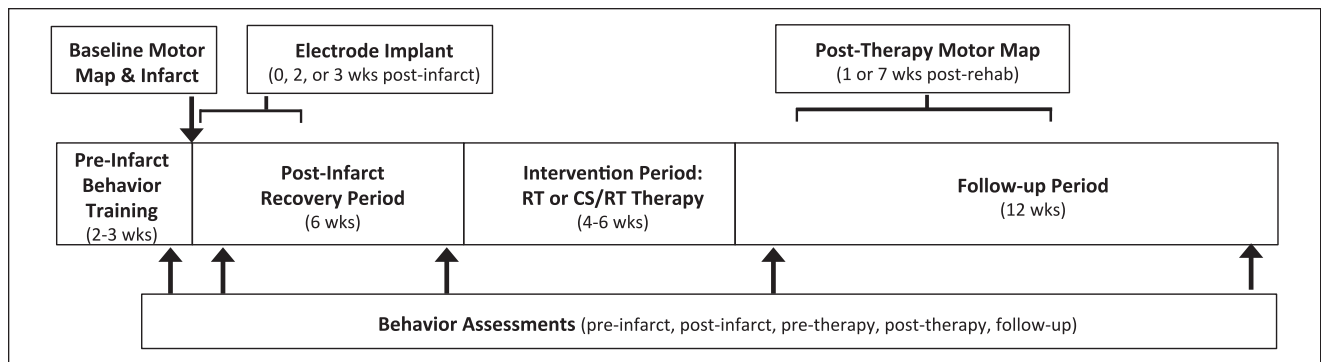 Baseline Motor
Map & Infarct
Electrode Implant
(0, 2, or 3 wks post-infarct)
Post-Therapy Motor Map
(1 or 7 wks post-rehab)
Pre-Infarct
Behavior
Training
(2-3 wks)
Post-Infarct
Recovery Period
(6 wks)
Intervention Period:
RT or CS/RT Therapy
(4-6 wks)
Follow-up Period
(12 wks)
Behavior Assessments (pre-infarct, post-infarct, pre-therapy, post-therapy, follow-up)